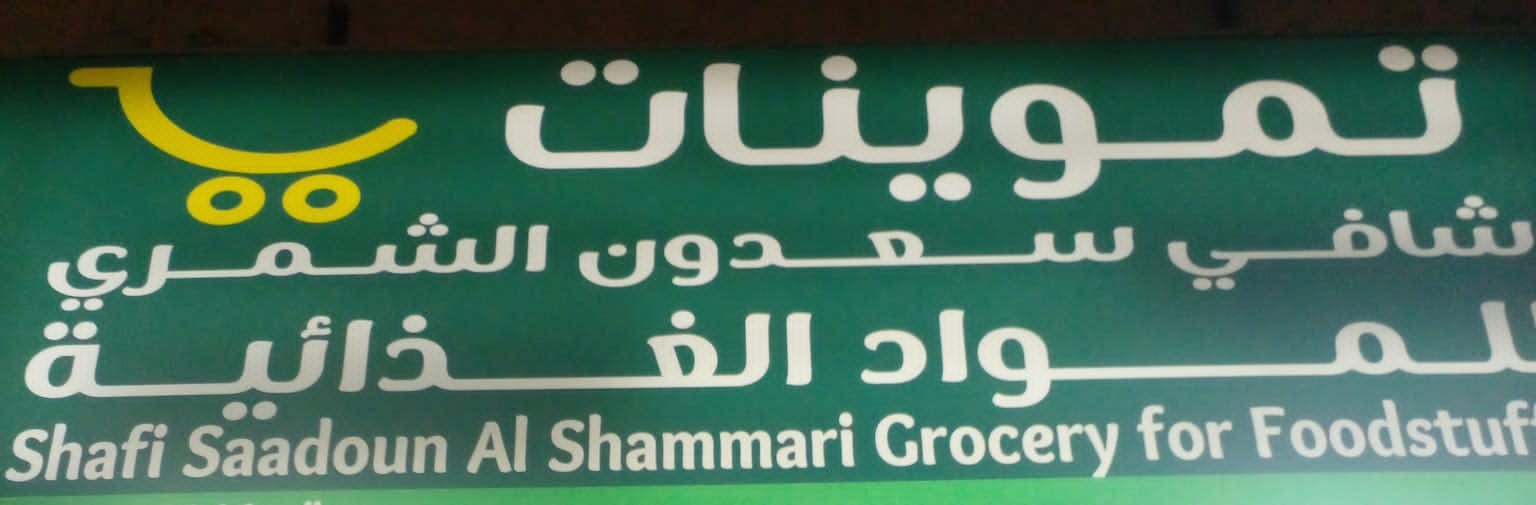 تموينات
شافي سعدون الشمري
للمواد الغذائية
Shafi Saadoun Al Shammari Grocery for Foodstuff